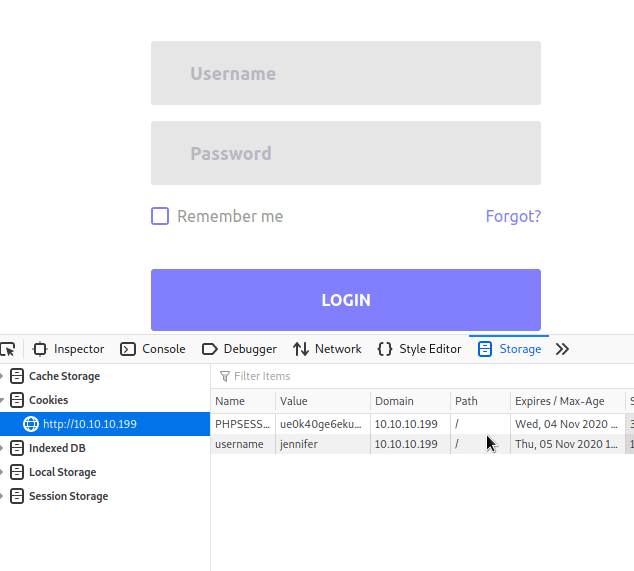 Username
Password
Remember me Forgot?
LOGIN
Inspector Console Debugger Network Style Editor Storage
Cache Storage Filter Items
Cookies Name Value Domain Path Expires / Max-Age S
http://10.10.10.199 PHPSESS... ue0k40ge6eku... 10.10.10.199 / Wed, 04 Nov 2020 ... 3
Indexed DB username jennifer 10.10.10.199 / Thu, 05 Nov 2020 1... 1
Local Storage
Session Storage